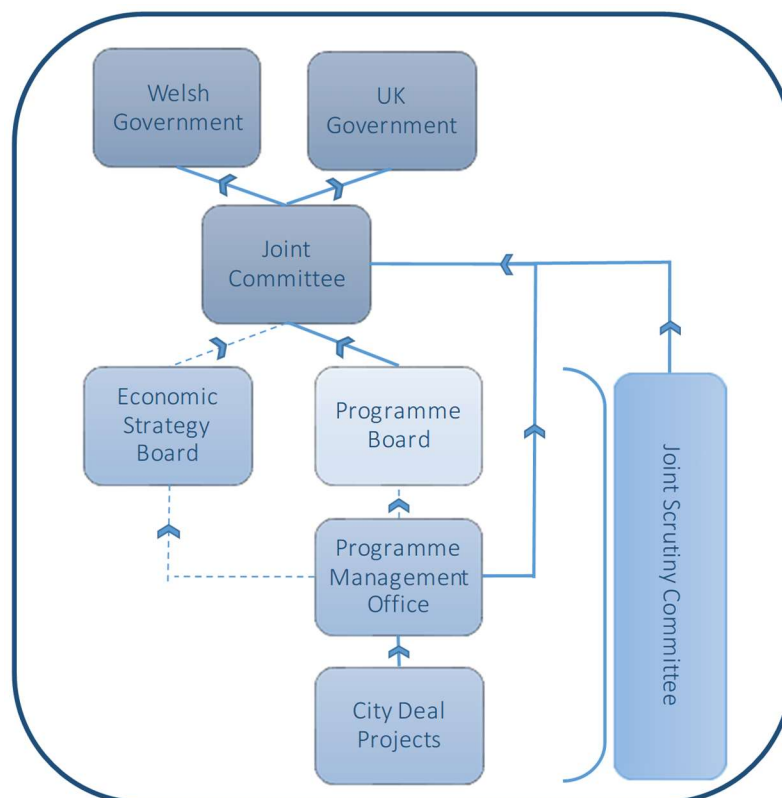 Welsh
Government
UK
Government
Joint
Committee
Economic
Strategy
Board
Programme
Board
Programme
Management
Office
City Deal
Projects
Joint Scrutiny Committee